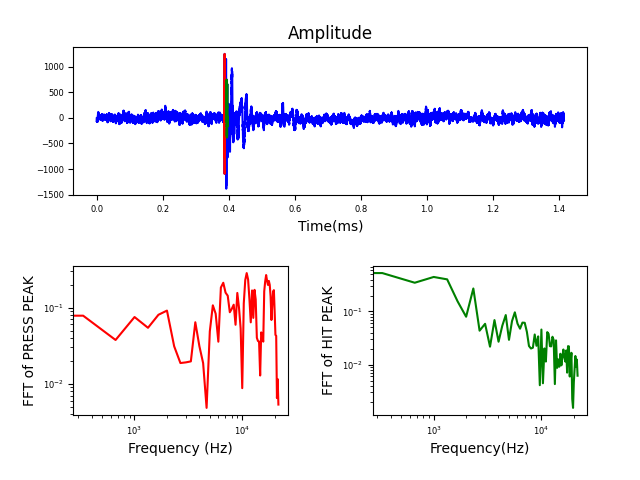 Amplitude
1000
500
0
−500
−1000
−1500
0.0 0.2 0.4 0.6 0.8 1.0 1.2 1.4
Time(ms)
FFT of PRESS PEAK
10⁻¹
10⁻²
10³ 10⁴
Frequency (Hz)
FFT of HIT PEAK
10⁻¹
10⁻²
10³ 10⁴
Frequency(Hz)